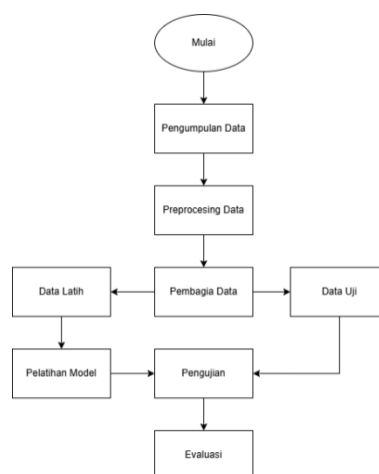 Mulai
Pengumpulan Data
Preprocesing Data
Data Latih
Pembagia Data
Data Uji
Pelatihan Model
Pengujian
Evaluasi